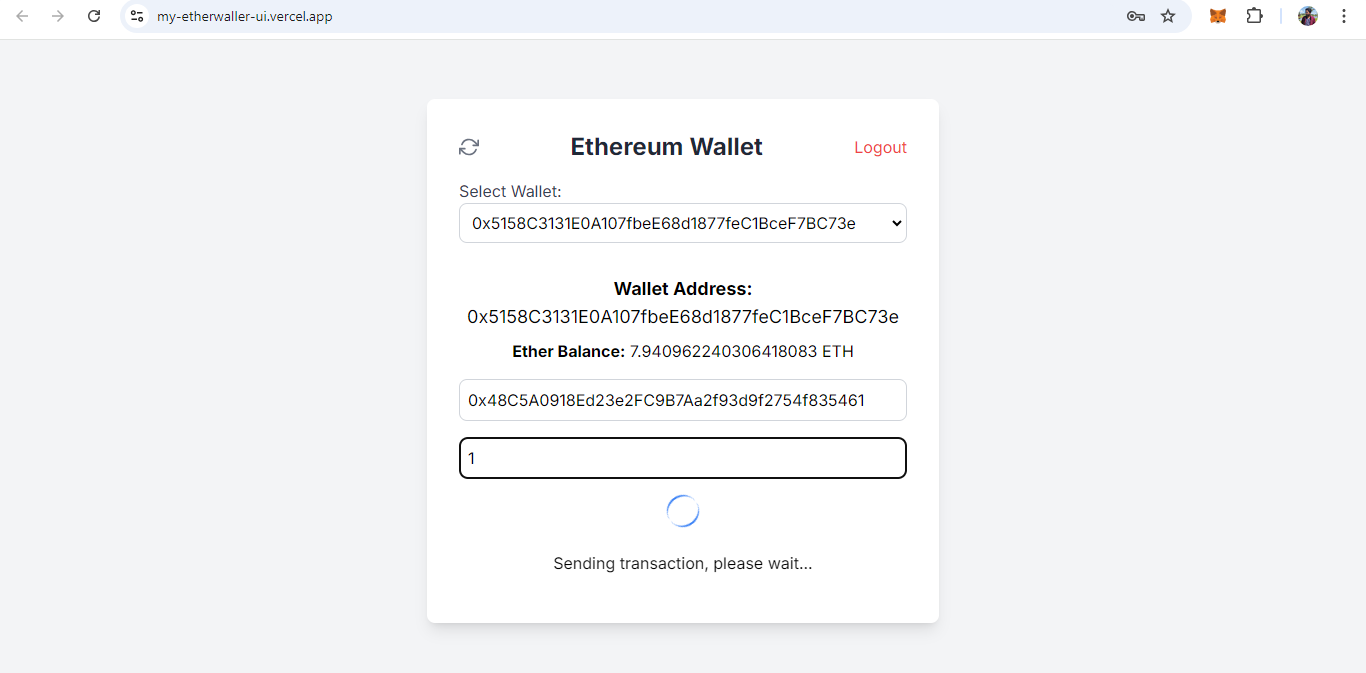 my-etherwaller-ui.vercel.app
Ethereum Wallet
Logout
Select Wallet:
0x5158C3131E0A107fbeE68d1877feC1BceF7BC73e
Wallet Address:
0x5158C3131E0A107fbeE68d1877feC1BceF7BC73e
Ether Balance: 7.940962240306418083 ETH
0x48C5A0918Ed23e2FC9B7Aa2f93d9f2754f835461
1
Sending transaction, please wait...